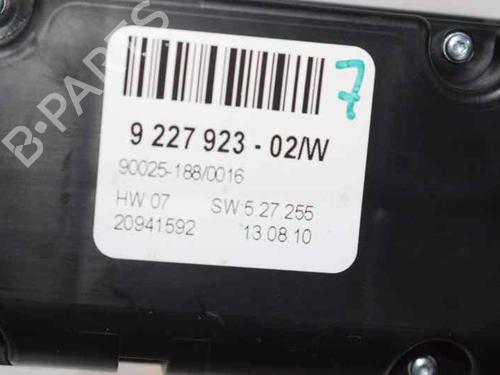 7
9 227 923 - 02/W
90025-188/0016
HW:07 SW:5.27.255
20941592 13.08.10
B-PARTS